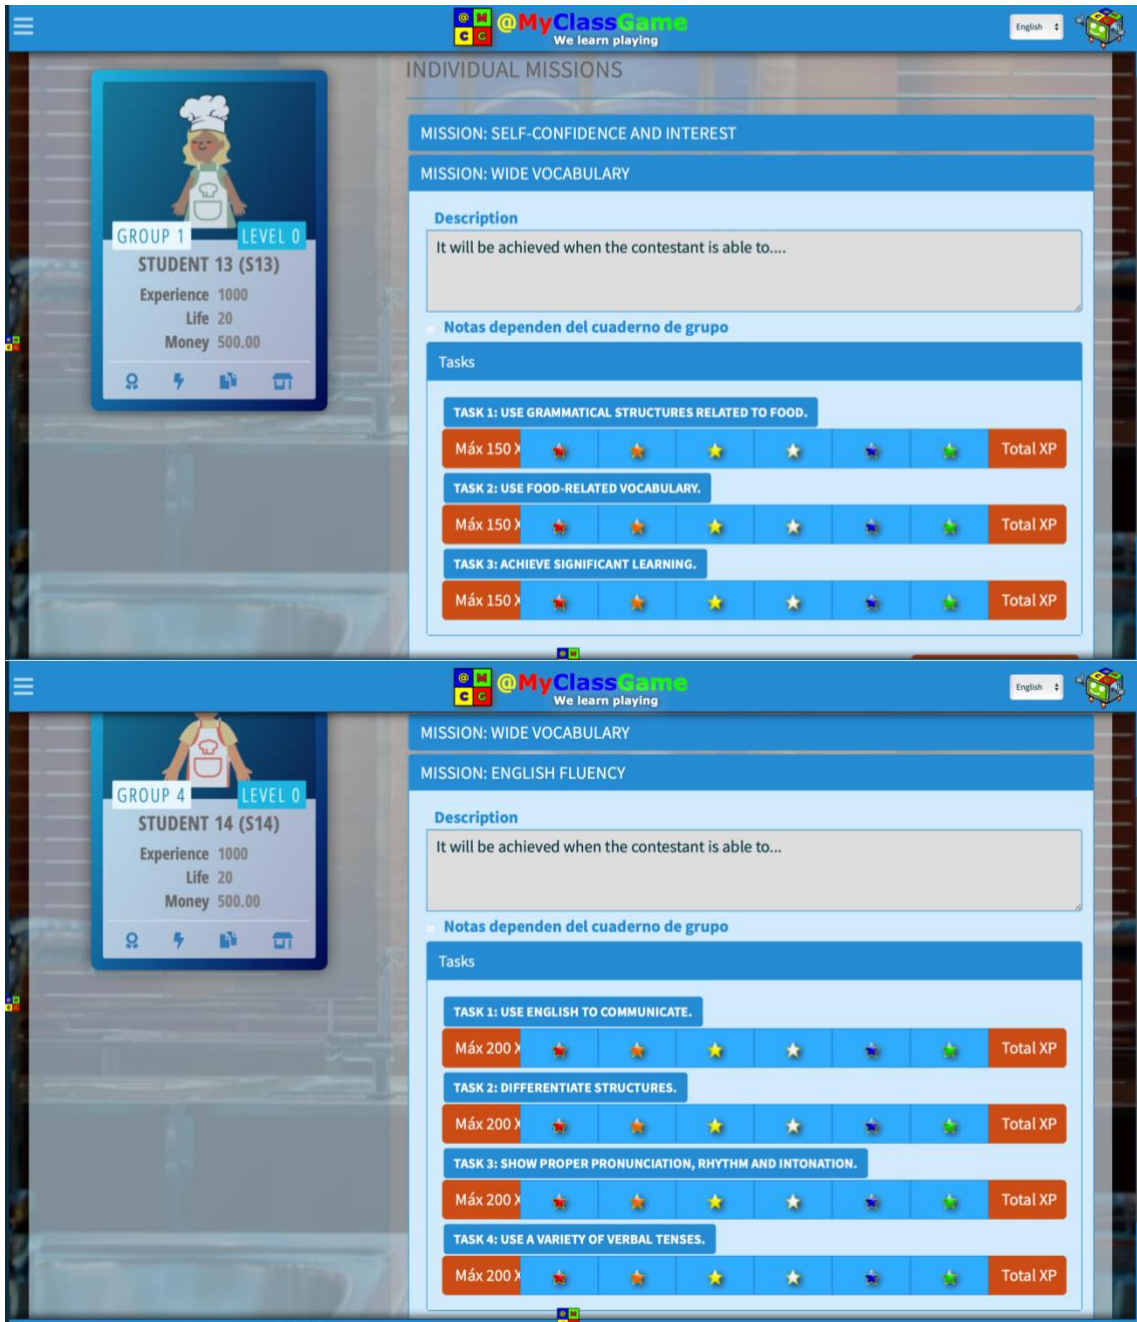 @MyClassGame
We learn playing
English
INDIVIDUAL MISSIONS
GROUP 1
LEVEL 0
STUDENT 13 (S13)
Experience 1000
Life 20
Money 500.00
MISSION: SELF-CONFIDENCE AND INTEREST
MISSION: WIDE VOCABULARY
Description
It will be achieved when the contestant is able to....
Notas dependen del cuaderno de grupo
Tasks
TASK 1: USE GRAMMATICAL STRUCTURES RELATED TO FOOD.
Máx 150 X Total XP
TASK 2: USE FOOD-RELATED VOCABULARY.
Máx 150 X Total XP
TASK 3: ACHIEVE SIGNIFICANT LEARNING.
Máx 150 X Total XP
@MyClassGame
We learn playing
English
GROUP 4
LEVEL 0
STUDENT 14 (S14)
Experience 1000
Life 20
Money 500.00
MISSION: WIDE VOCABULARY
MISSION: ENGLISH FLUENCY
Description
It will be achieved when the contestant is able to...
Notas dependen del cuaderno de grupo
Tasks
TASK 1: USE ENGLISH TO COMMUNICATE.
Máx 200 X Total XP
TASK 2: DIFFERENTIATE STRUCTURES.
Máx 200 X Total XP
TASK 3: SHOW PROPER PRONUNCIATION, RHYTHM AND INTONATION.
Máx 200 X Total XP
TASK 4: USE A VARIETY OF VERBAL TENSES.
Máx 200 X Total XP